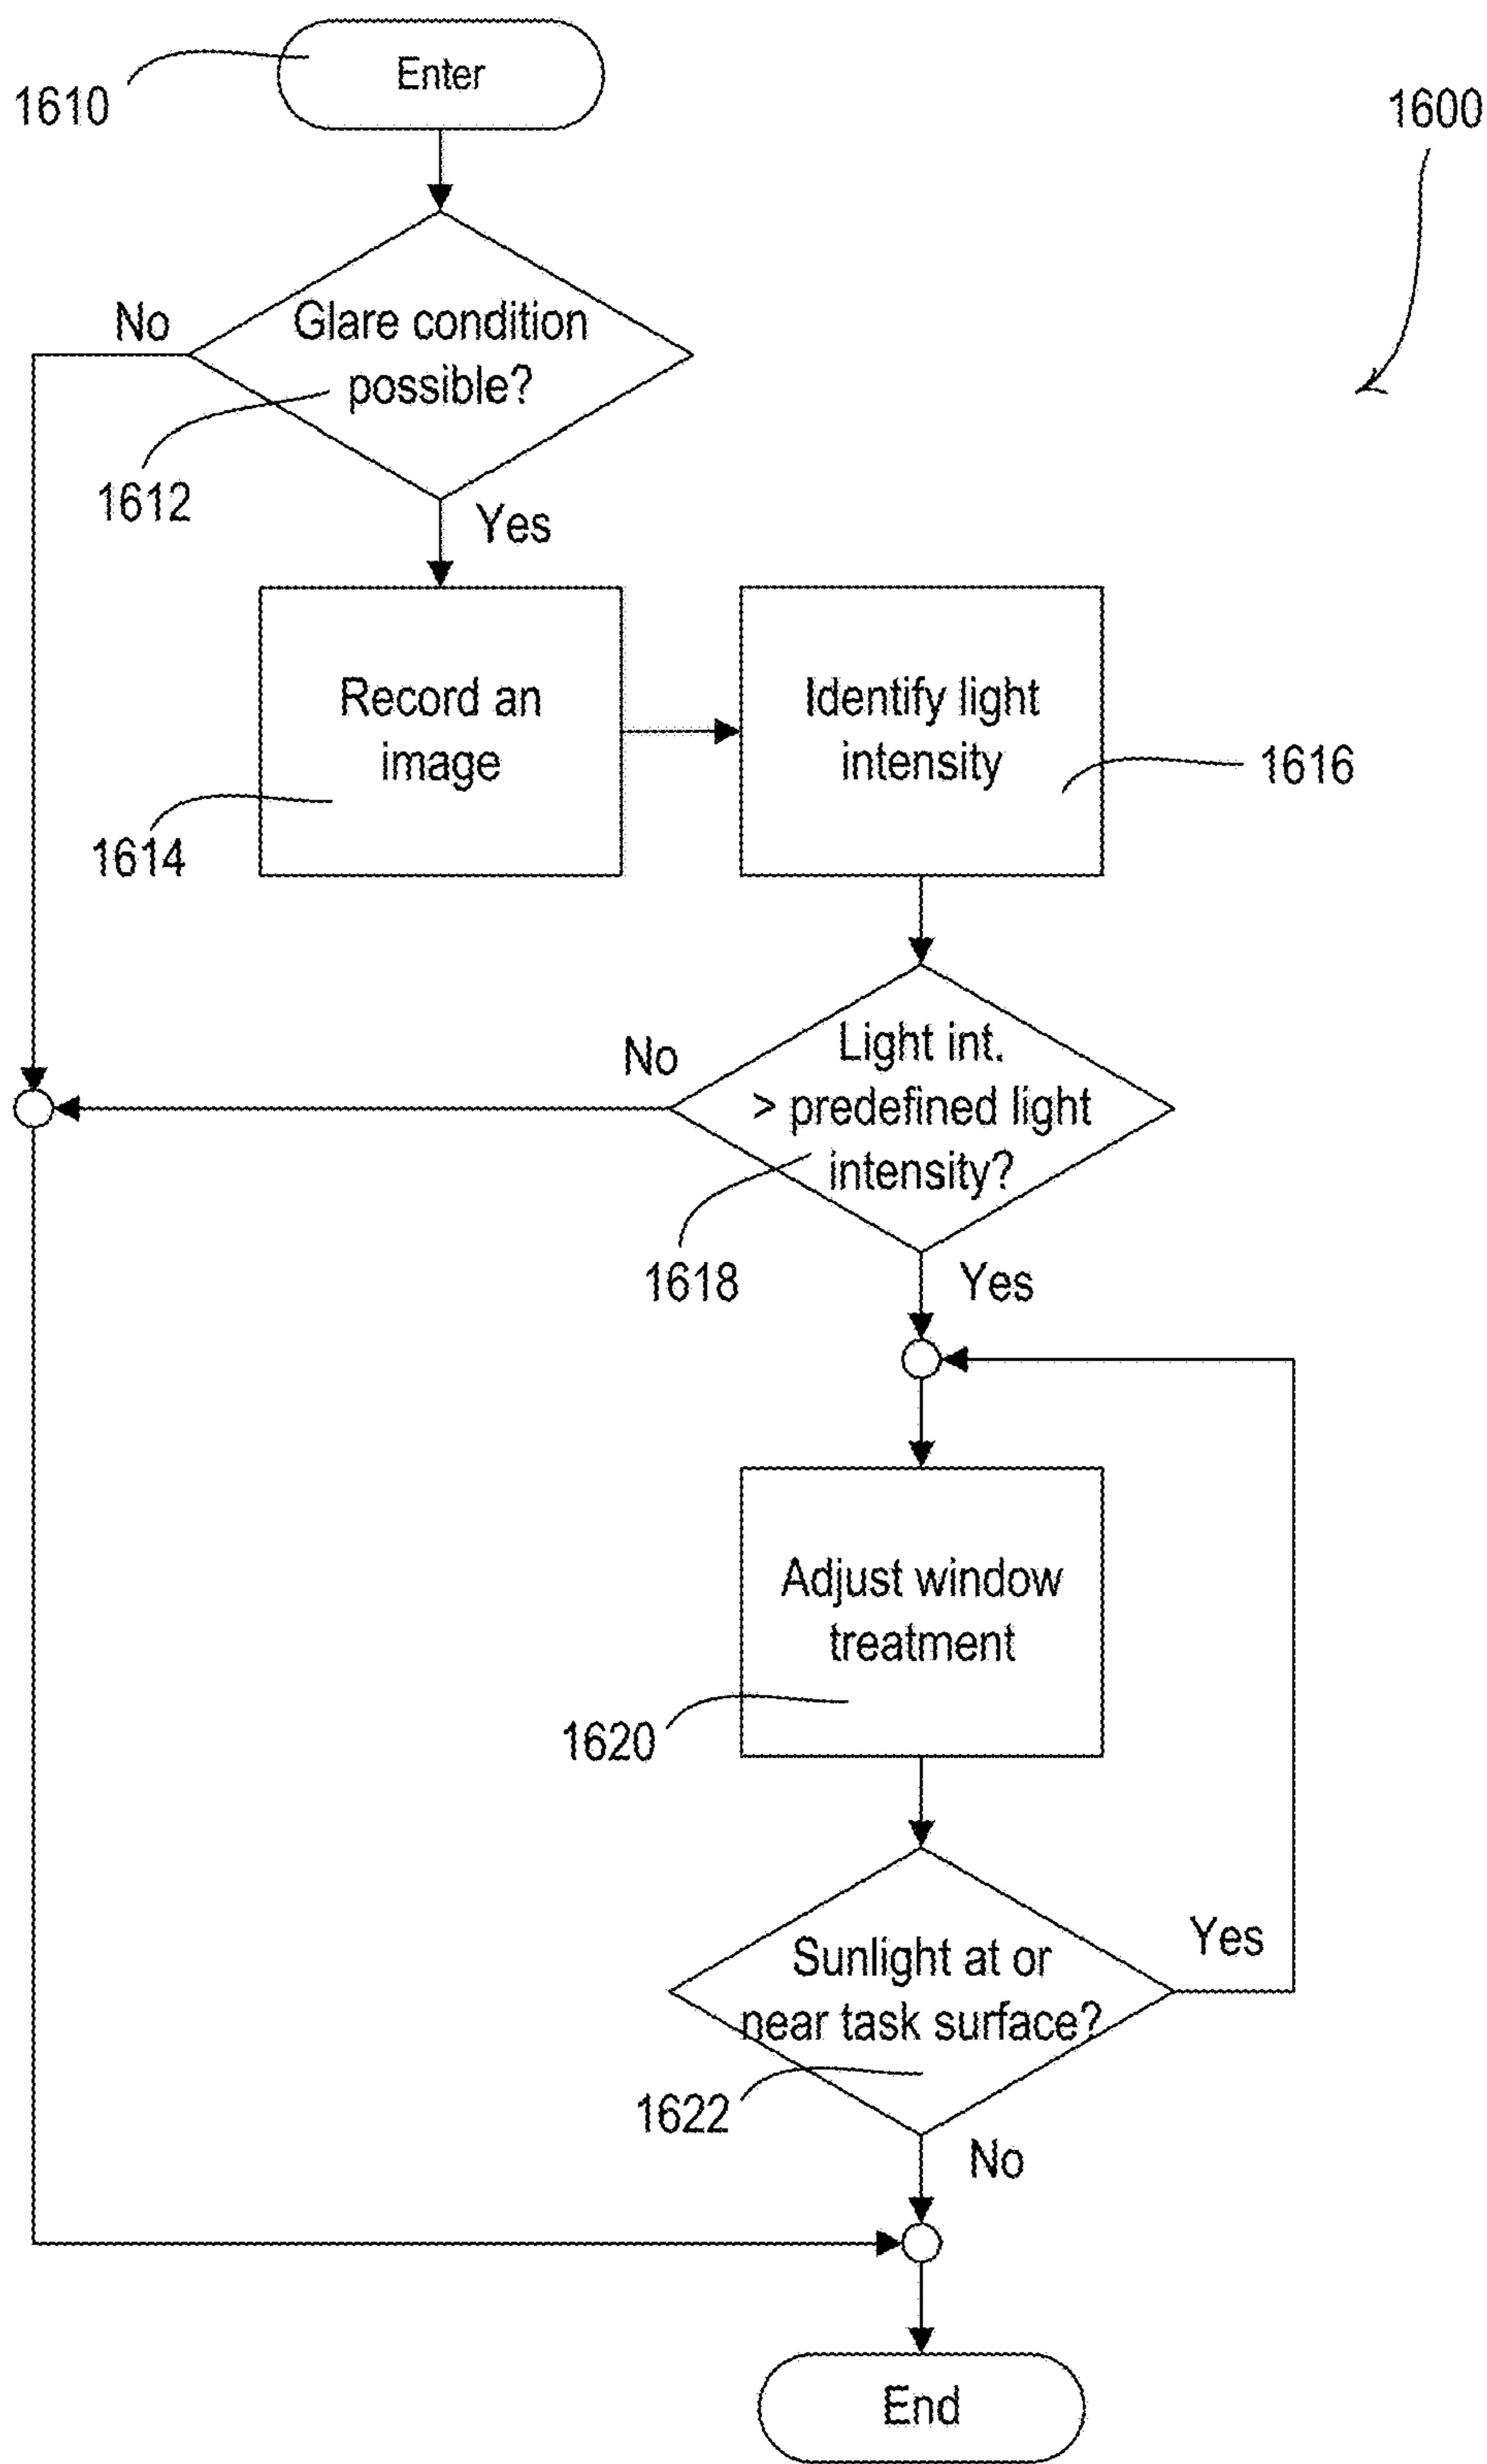 Enter
1610
1600
No
Glare condition
possible?
1612
Yes
Record an
image
1614
Identify light
intensity
1616
No
Light int.
> predefined light
intensity?
1618
Yes
Adjust window
treatment
1620
Sunlight at or
near task surface?
Yes
1622
No
End